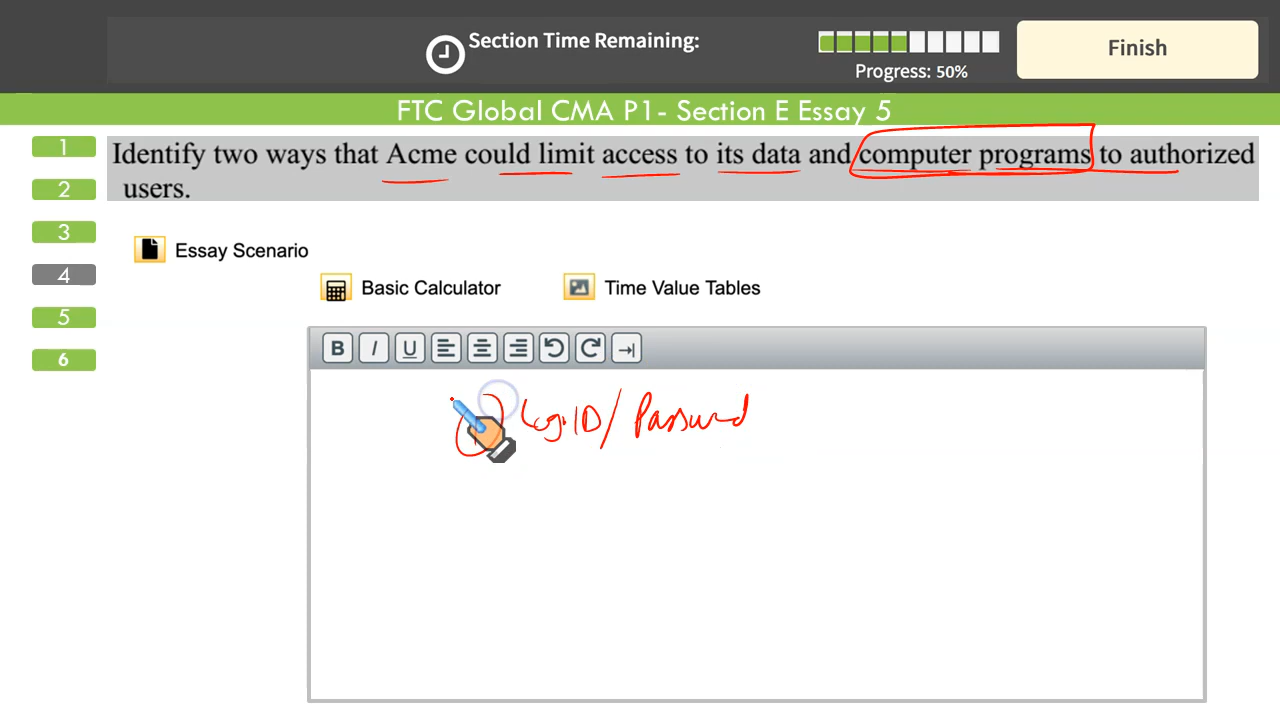 Section Time Remaining:
Progress: 50%
Finish
FTC Global CMA P1- Section E Essay 5
1
2
3
4
5
6
Identify two ways that Acme could limit access to its data and computer programs to authorized
users.
Essay Scenario
Basic Calculator
Time Value Tables
B I U
Log.ID/ Password